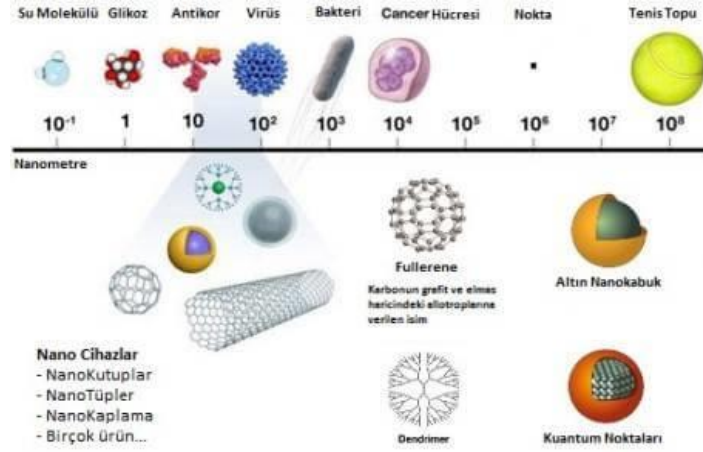 Su Molekülü Glikoz Antikor Virüs Bakteri Cancer Hücresi Nokta Tenis Topu
10⁻¹ 1 10 10² 10³ 10⁴ 10⁵ 10⁶ 10⁷ 10⁸
Nanometre
Fullerene
Karbonun grafit ve elmas
haricindeki allotroplarına
verilen isim
Altın Nanokabuk
Nano Cihazlar
- NanoKutuplar
- NanoTüpler
- NanoKaplama
- Birçok ürün...
Dendrimer
Kuantum Noktaları